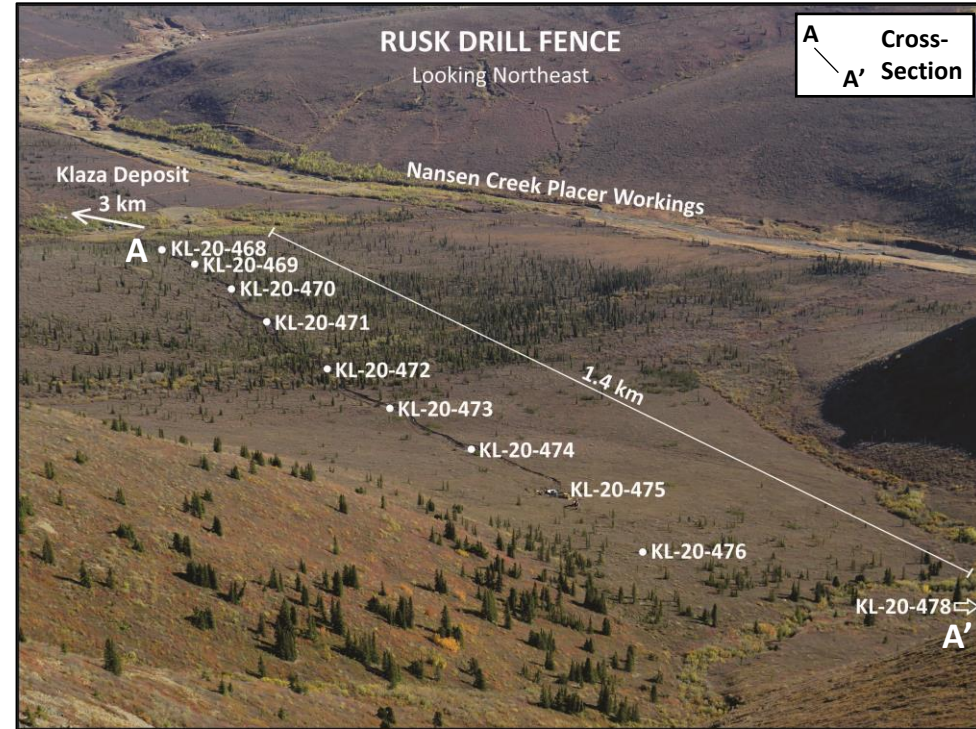 RUSK DRILL FENCE
Looking Northeast
A
A'
Cross-
Section
Klaza Deposit
3 km
Nansen Creek Placer Workings
A
KL-20-468
KL-20-469
KL-20-470
KL-20-471
KL-20-472
1.4 km
KL-20-473
KL-20-474
KL-20-475
KL-20-476
KL-20-478
A'